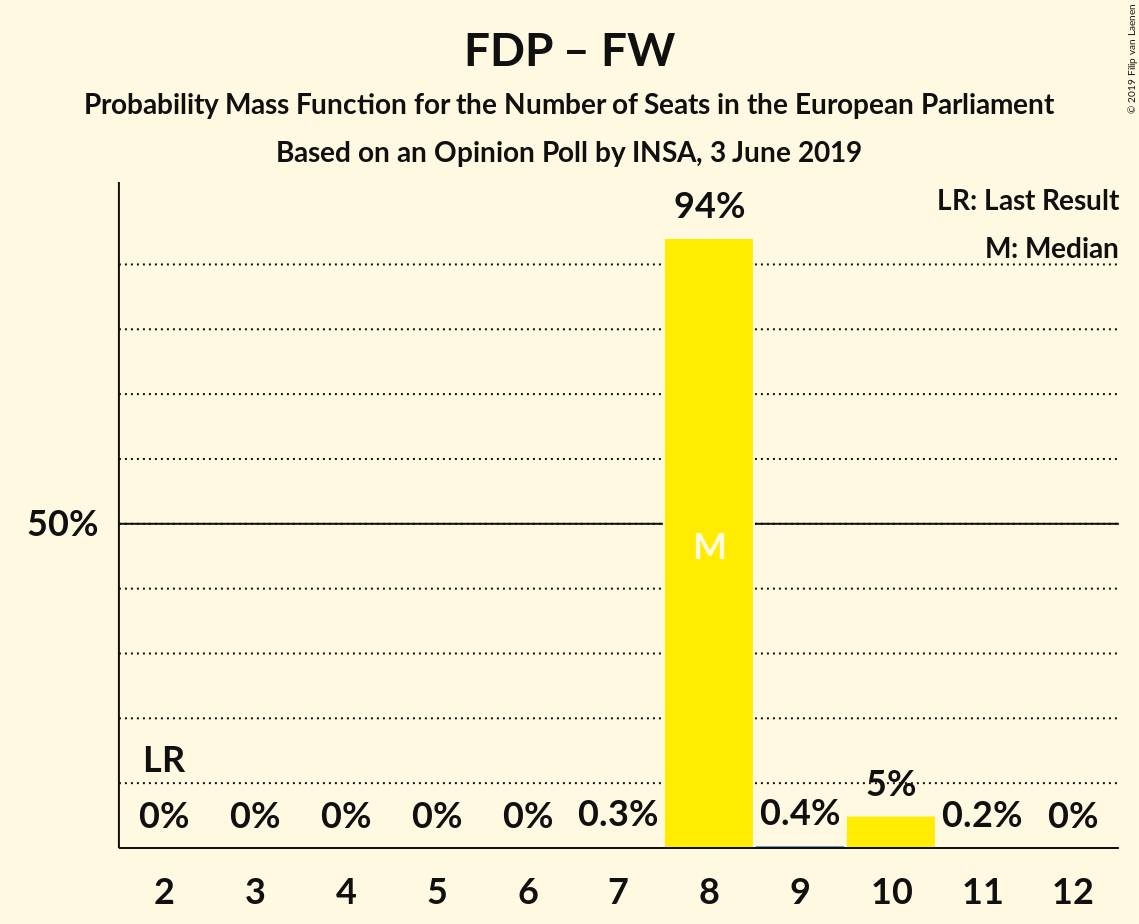 FDP – FW
Probability Mass Function for the Number of Seats in the European Parliament
Based on an Opinion Poll by INSA, 3 June 2019
© 2019 Filip van Laenen
LR: Last Result
M: Median
94%
50%
M
LR
0% 0% 0% 0% 0% 0.3% 0.4% 5% 0.2% 0%
2 3 4 5 6 7 8 9 10 11 12